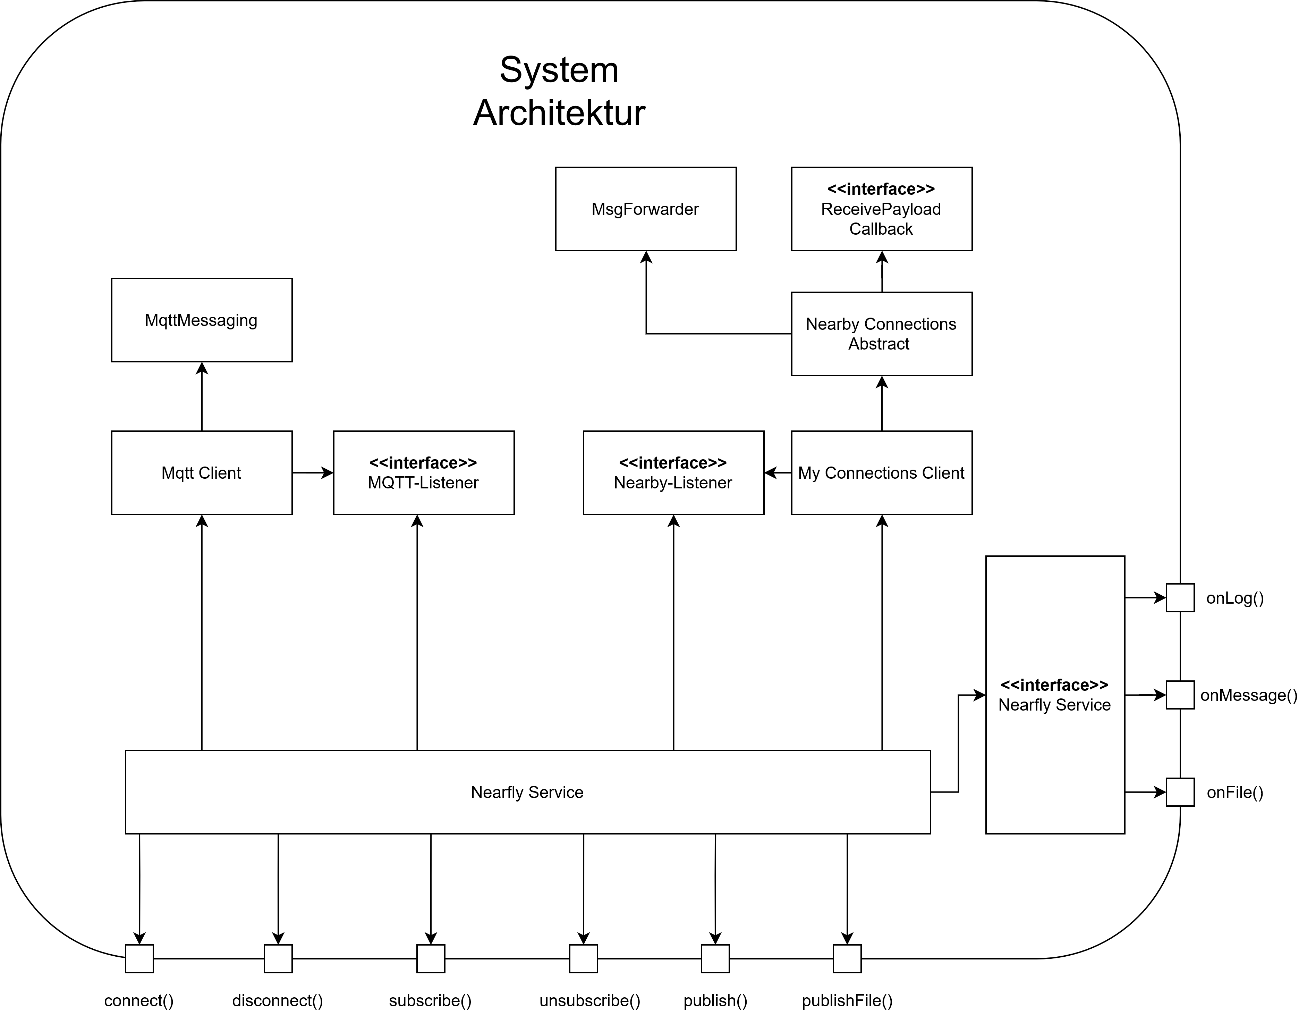 System
Architektur
MsgForwarder
<<interface>>
ReceivePayload
Callback
MqttMessaging
Nearby Connections
Abstract
Mqtt Client
<<interface>>
MQTT-Listener
<<interface>>
Nearby-Listener
My Connections Client
onLog()
<<interface>>
Nearfly Service
onMessage()
Nearfly Service
onFile()
connect()
disconnect()
subscribe()
unsubscribe()
publish()
publishFile()